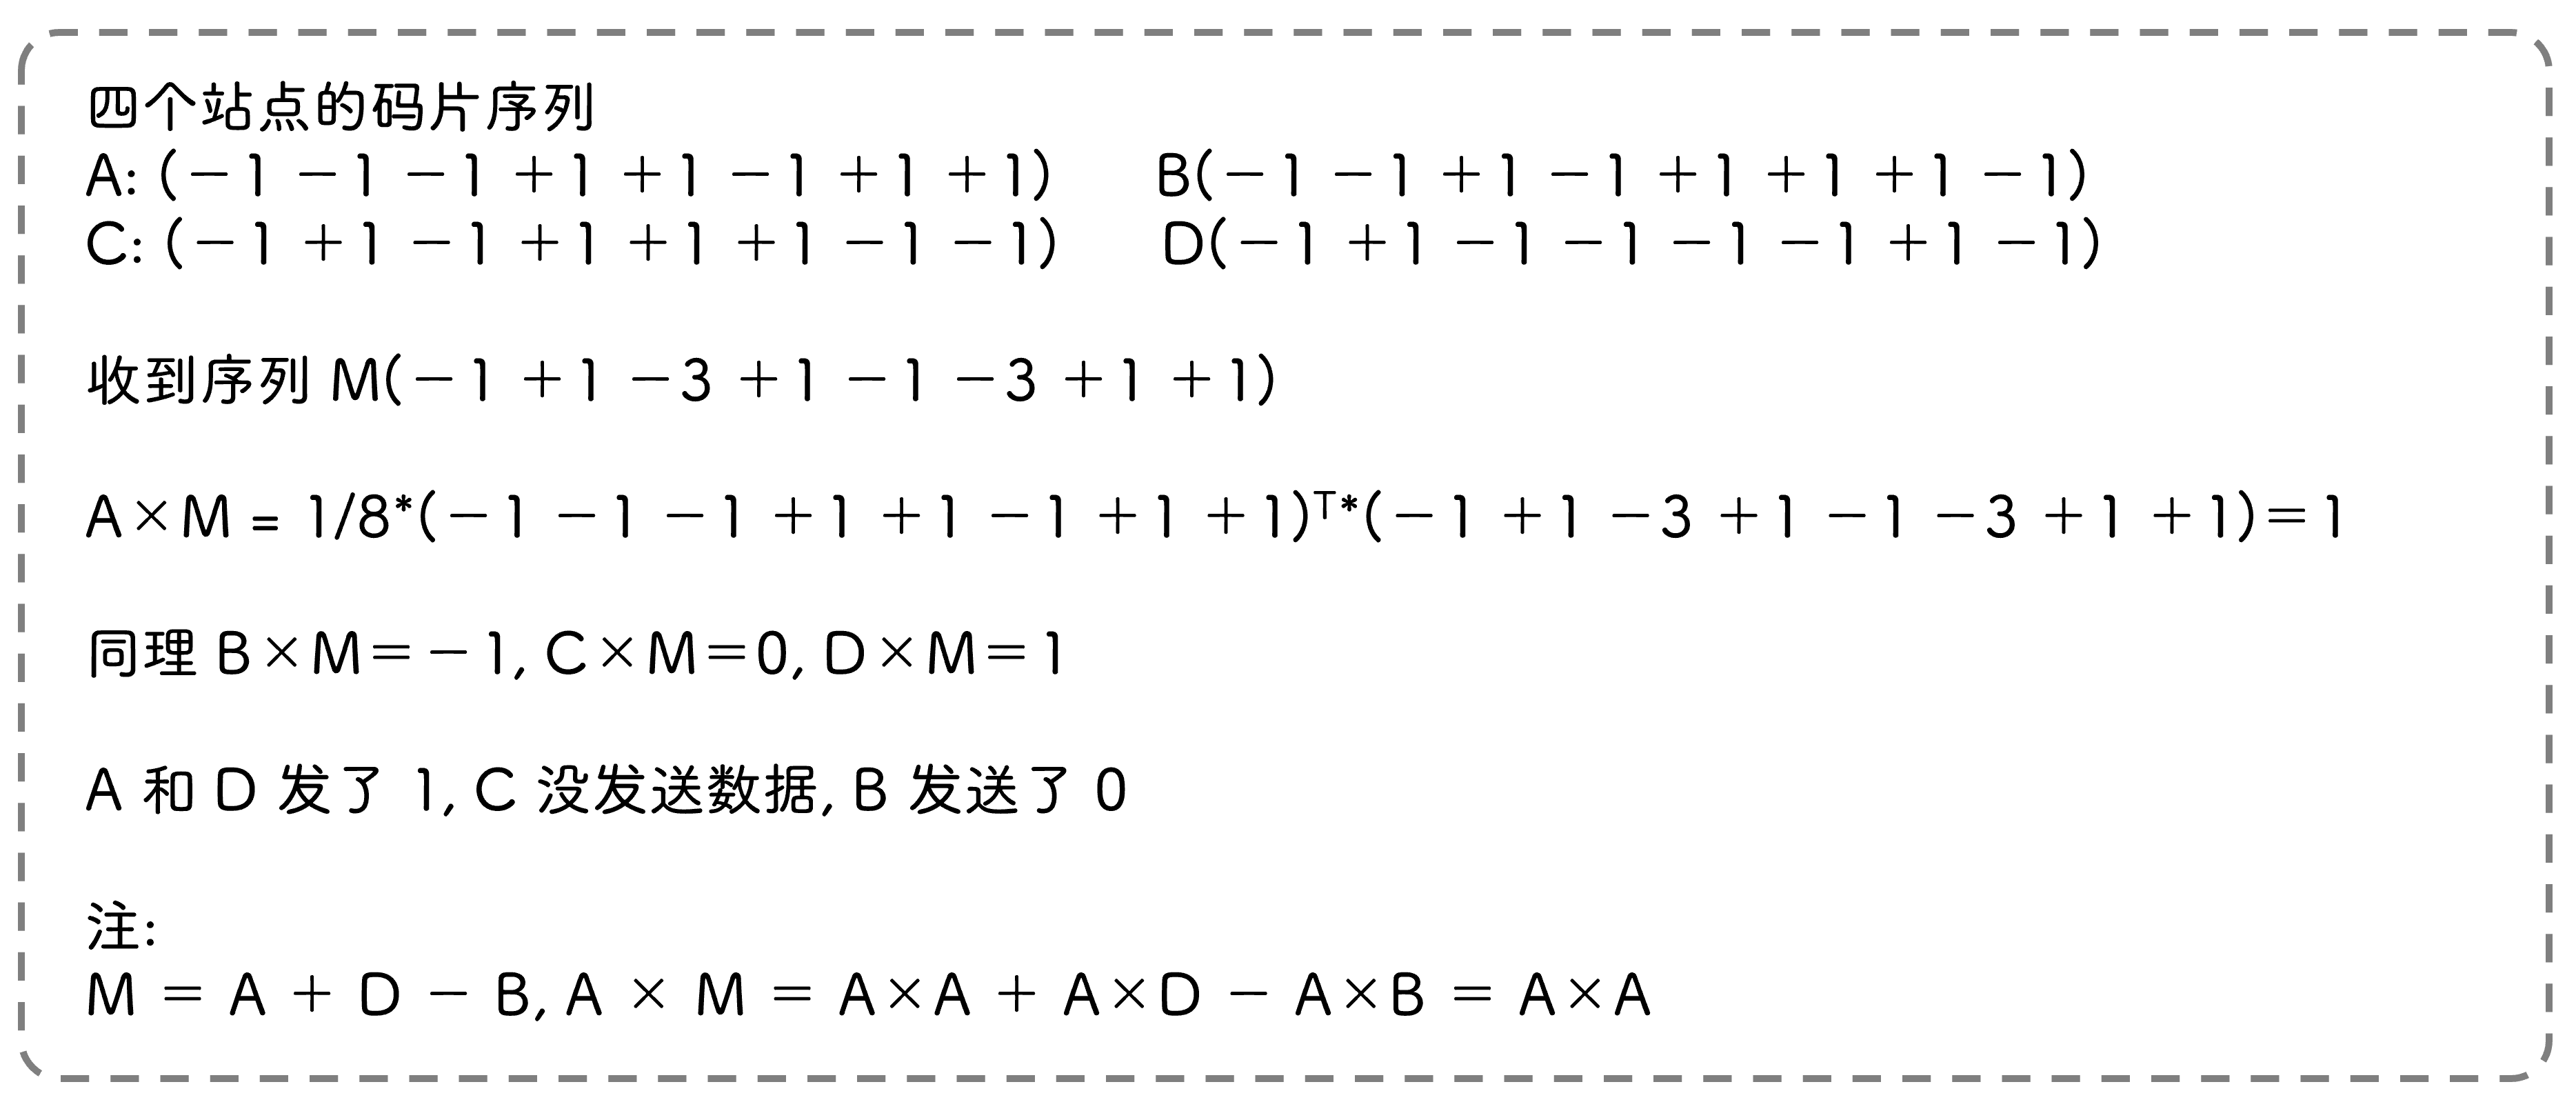 四个站点的码片序列
A: (－1 －1 －1 ＋1 ＋1 －1 ＋1 ＋1)  B(－1 －1 ＋1 －1 ＋1 ＋1 ＋1 －1)
C: (－1 ＋1 －1 ＋1 ＋1 ＋1 －1 －1)  D(－1 ＋1 －1 －1 －1 －1 ＋1 －1)
收到序列 M(－1 ＋1 －3 ＋1 －1 －3 ＋1 ＋1)
A×M = 1/8*(－1 －1 －1 ＋1 ＋1 －1 ＋1 ＋1)ᵀ*(－1 ＋1 －3 ＋1 －1 －3 ＋1 ＋1)＝1
同理 B×M＝－1, C×M＝0, D×M＝1
A 和 D 发了 1, C 没发送数据, B 发送了 0
注:
M ＝ A ＋ D － B, A × M ＝ A×A ＋ A×D － A×B ＝ A×A